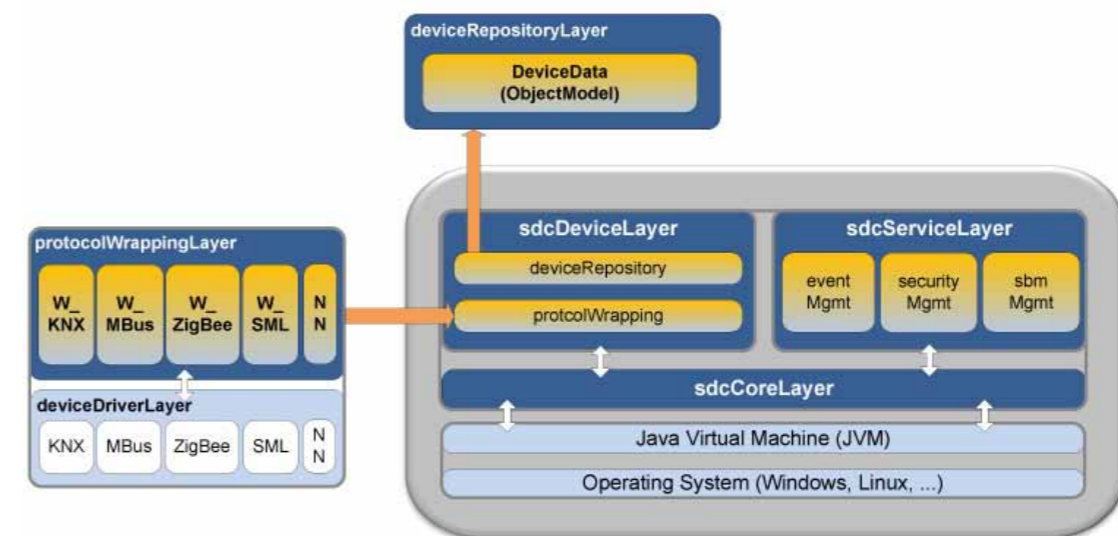 deviceRepositoryLayer
DeviceData
(ObjectModel)
protocolWrappingLayer
W_
KNX
W_
MBus
W_
ZigBee
W_
SML
N
N
deviceDriverLayer
KNX
MBus
ZigBee
SML
N
N
sdcDeviceLayer
deviceRepository
protcolWrapping
sdcServiceLayer
event
Mgmt
security
Mgmt
sbm
Mgmt
sdcCoreLayer
Java Virtual Machine (JVM)
Operating System (Windows, Linux, ...)